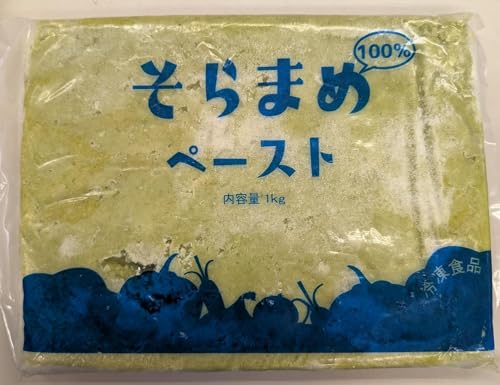 100%
そらまめ
ペースト
内容量 1kg
冷凍食品